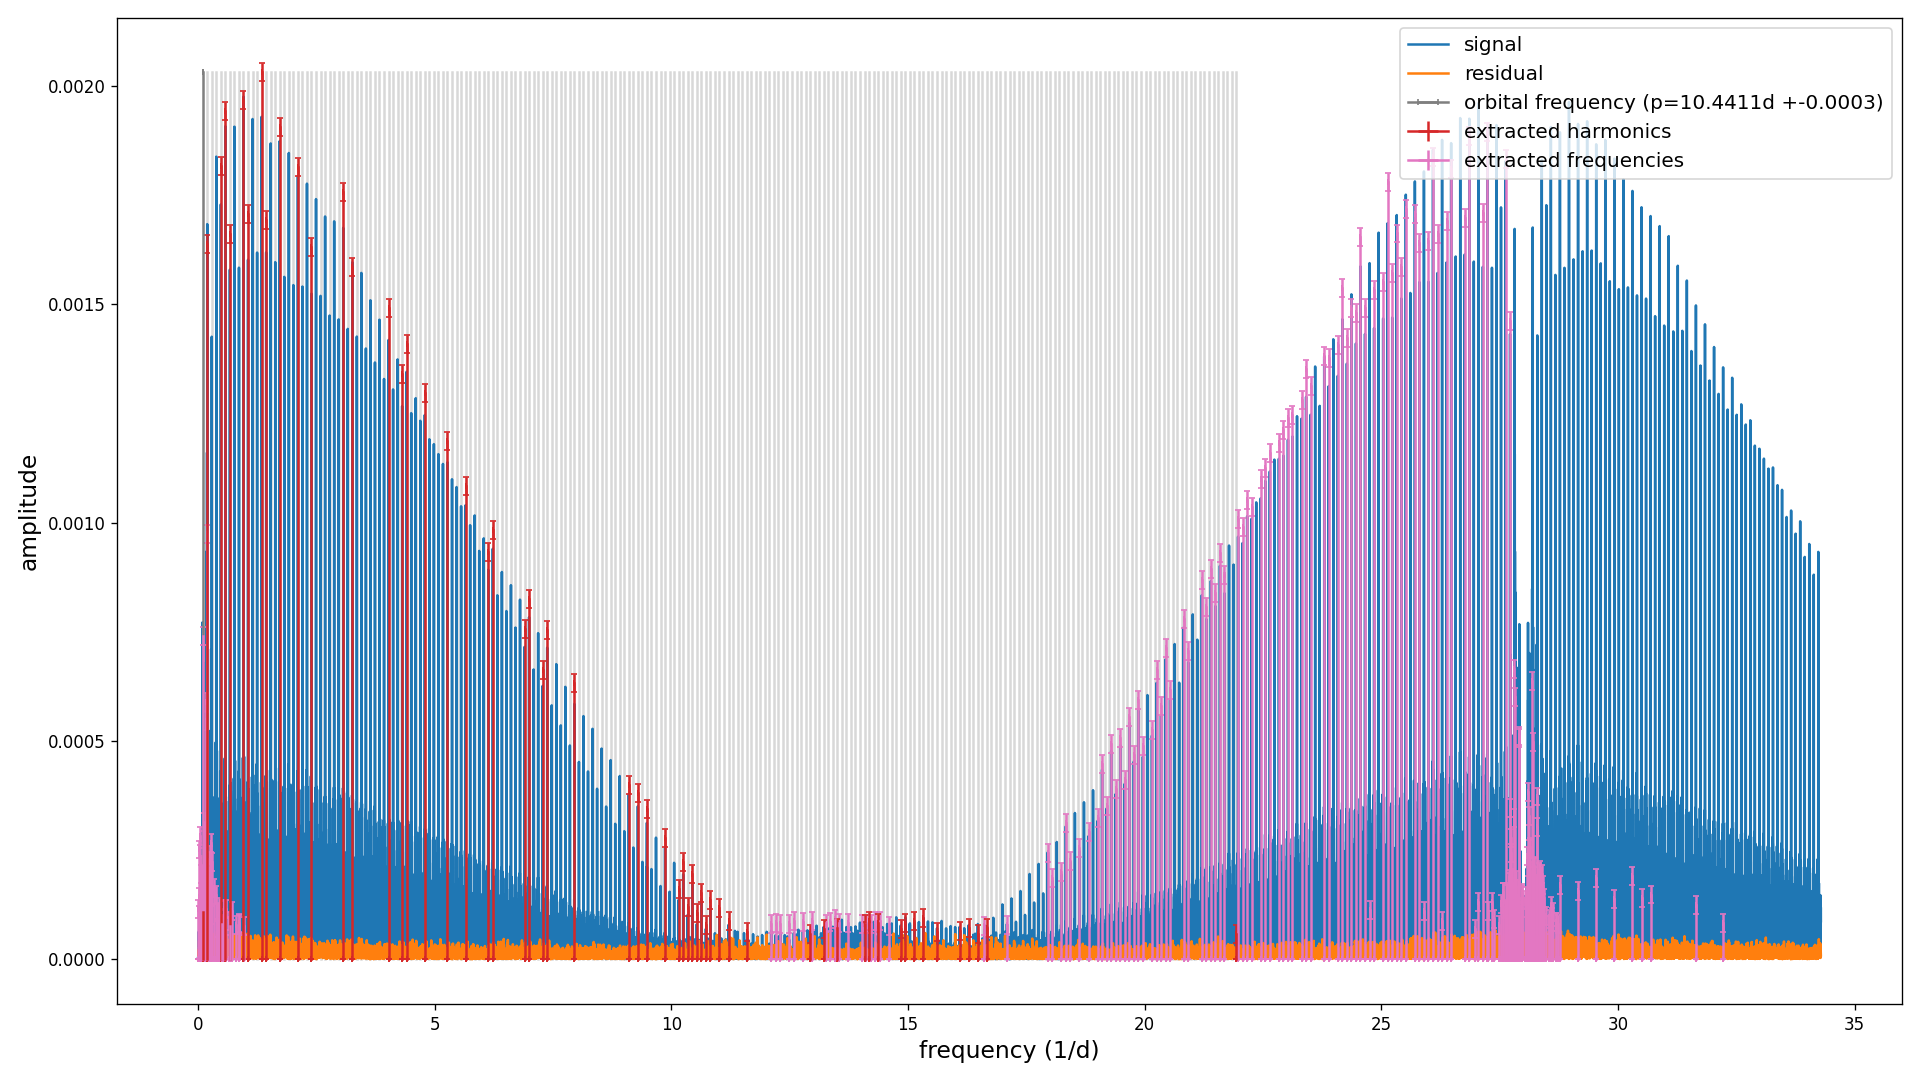 signal
residual
orbital frequency (p=10.4411d +-0.0003)
extracted harmonics
extracted frequencies
amplitude
0.0020
0.0015
0.0010
0.0005
0.0000
0 5 10 15 20 25 30 35
frequency (1/d)